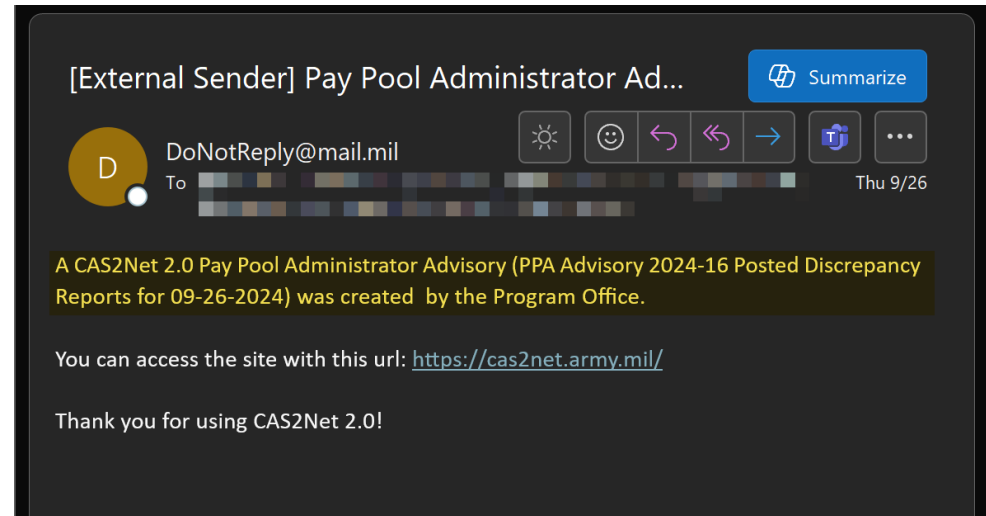 [External Sender] Pay Pool Administrator Ad...
Summarize
D
DoNotReply@mail.mil
To
Thu 9/26
A CAS2Net 2.0 Pay Pool Administrator Advisory (PPA Advisory 2024-16 Posted Discrepancy
Reports for 09-26-2024) was created  by the Program Office.
You can access the site with this url: https://cas2net.army.mil/
Thank you for using CAS2Net 2.0!